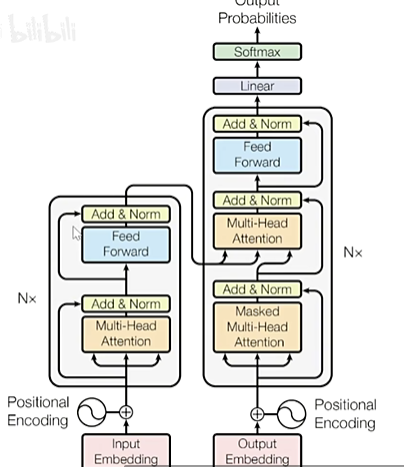 bilibili
Output
Probabilities
Softmax
Linear
Add & Norm
Feed
Forward
Add & Norm
Multi-Head
Attention
Nx
Add & Norm
Masked
Multi-Head
Attention
Positional
Encoding
Output
Embedding
Add & Norm
Feed
Forward
Nx
Add & Norm
Multi-Head
Attention
Positional
Encoding
Input
Embedding